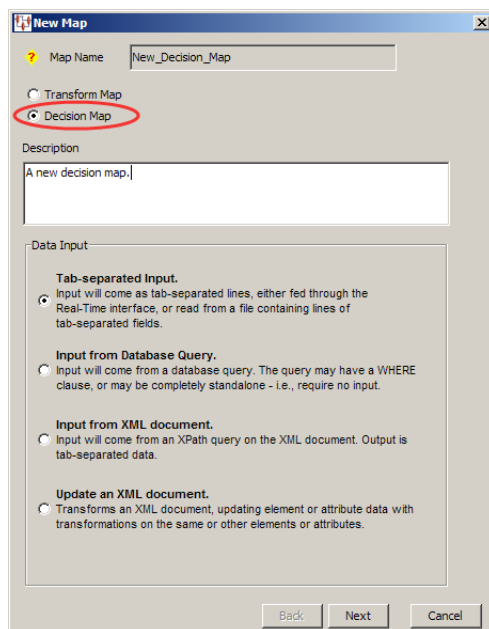 New Map
? Map Name New_Decision_Map
Transform Map
Decision Map
Description
A new decision map.
Data Input
Tab-separated Input.
Input will come as tab-separated lines, either fed through the
Real-Time interface, or read from a file containing lines of
tab-separated fields.
Input from Database Query.
Input will come from a database query. The query may have a WHERE
clause, or may be completely standalone - i.e., require no input.
Input from XML document.
Input will come from an XPath query on the XML document. Output is
tab-separated data.
Update an XML document.
Transforms an XML document, updating element or attribute data with
transformations on the same or other elements or attributes.
Back Next Cancel